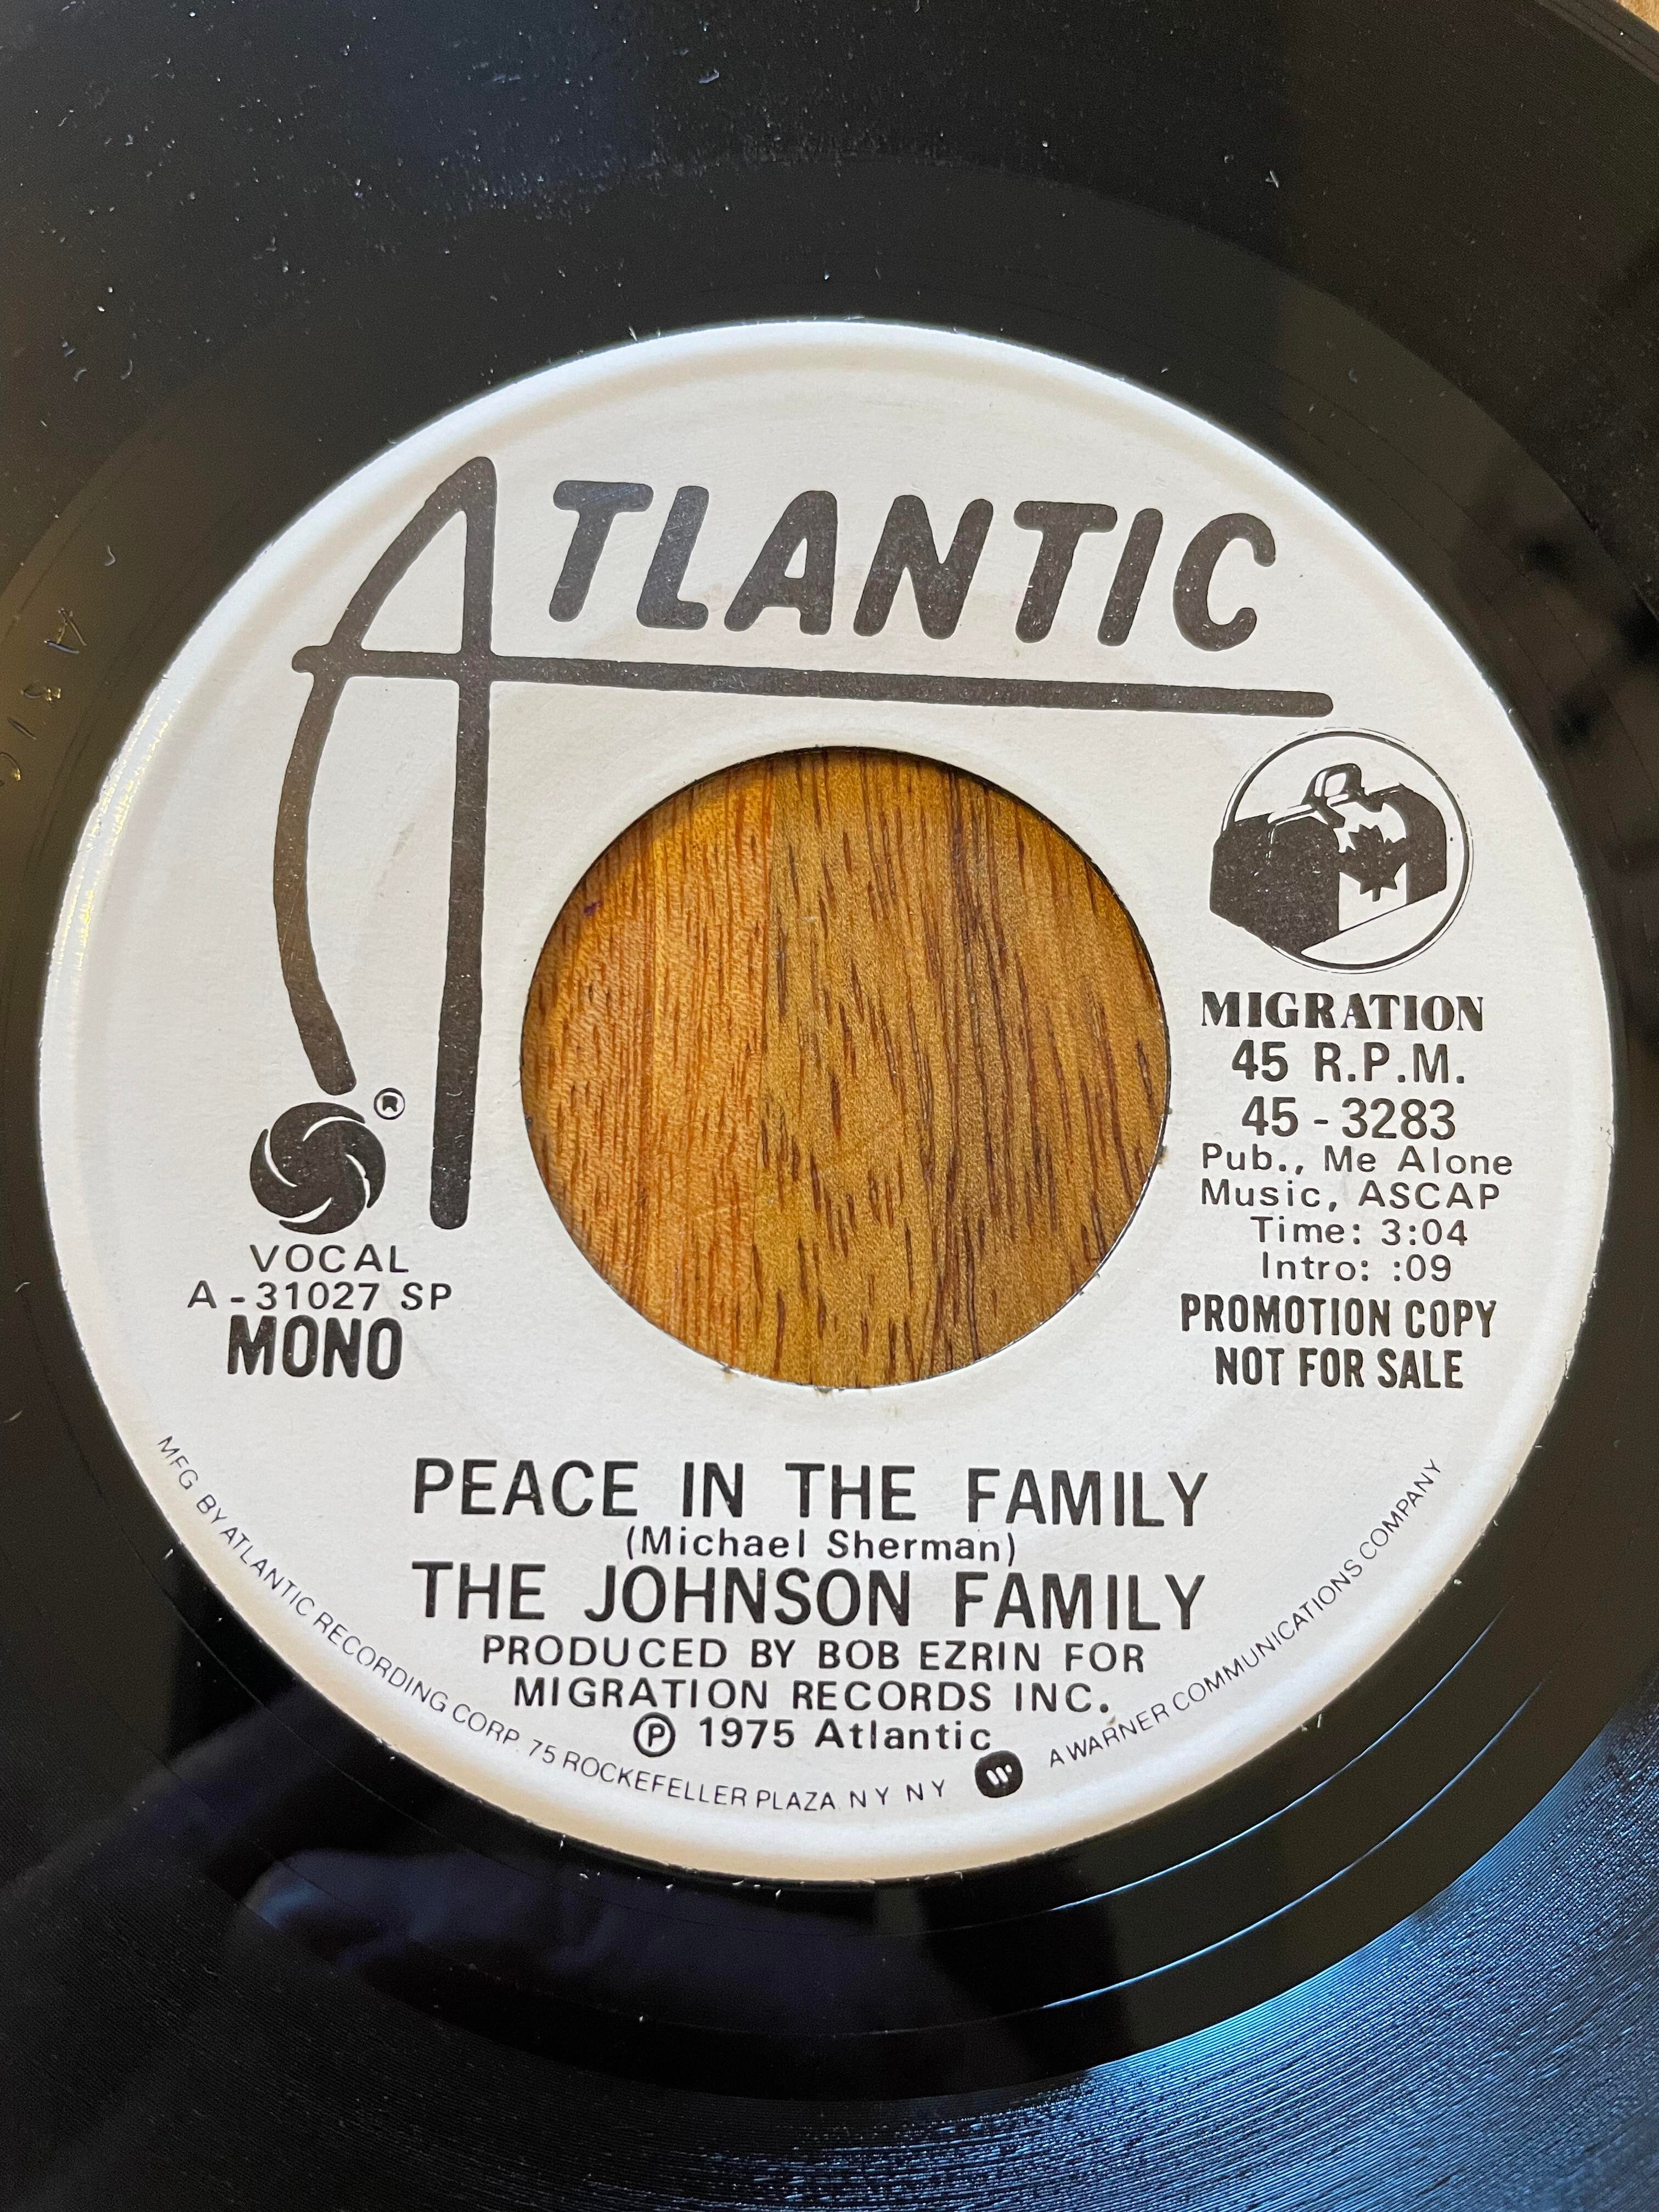 ATLANTIC
®
VOCAL
A-31027 SP
MONO
MIGRATION
45 R.P.M.
45-3283
Pub., Me Alone
Music, ASCAP
Time: 3:04
Intro: :09
PROMOTION COPY
NOT FOR SALE
PEACE IN THE FAMILY
(Michael Sherman)
THE JOHNSON FAMILY
PRODUCED BY BOB EZRIN FOR
MIGRATION RECORDS INC.
Ⓟ 1975 Atlantic
MFG BY ATLANTIC RECORDING CORP. 75 ROCKEFELLER PLAZA N Y N Y
A WARNER COMMUNICATIONS COMPANY